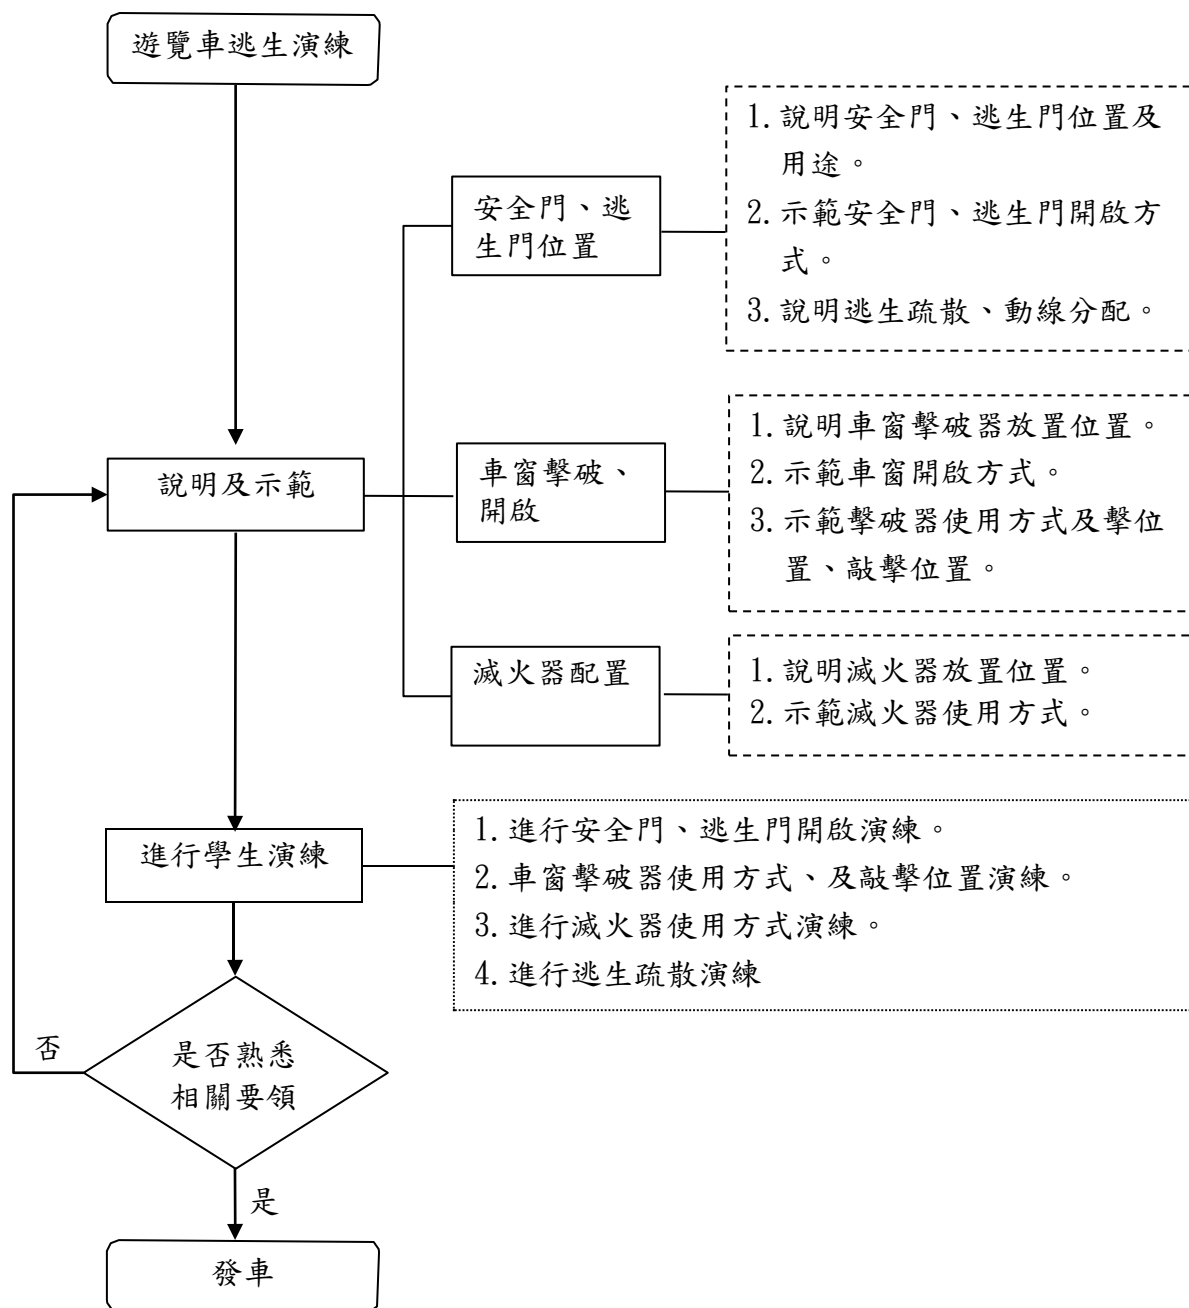 遊覽車逃生演練
1.說明安全門、逃生門位置及
用途。
2.示範安全門、逃生門開啟方
式。
3.說明逃生疏散、動線分配。
安全門、逃
生門位置
說明及示範
車窗擊破、
開啟
1.說明車窗擊破器放置位置。
2.示範車窗開啟方式。
3.示範擊破器使用方式及擊位
置、敲擊位置。
滅火器配置
1.說明滅火器放置位置。
2.示範滅火器使用方式。
進行學生演練
1.進行安全門、逃生門開啟演練。
2.車窗擊破器使用方式、及敲擊位置演練。
3.進行滅火器使用方式演練。
4.進行逃生疏散演練
否
是否熟悉
相關要領
是
發車